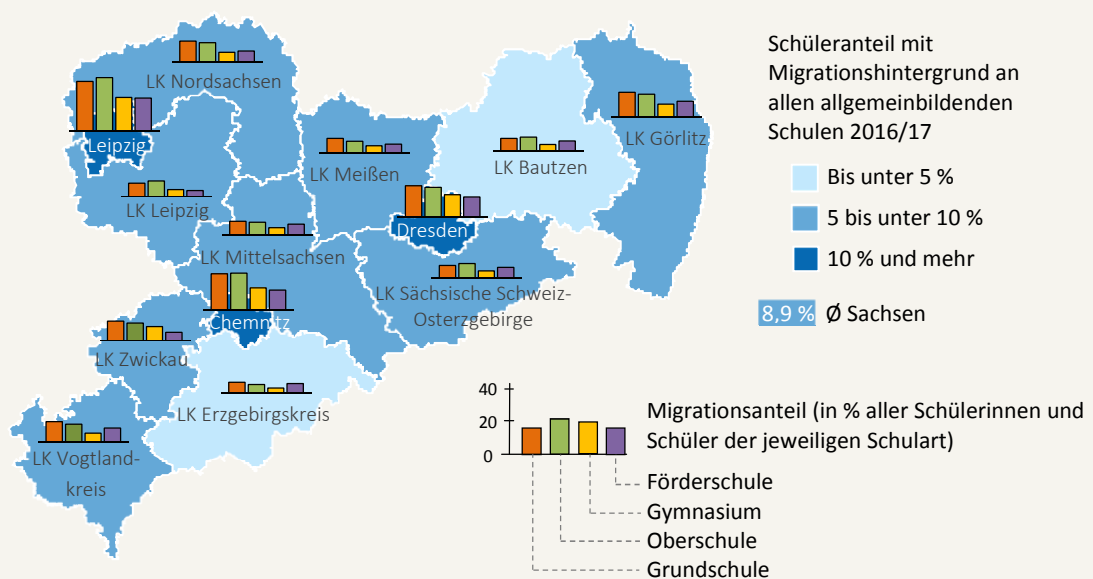 LK Nordsachsen
Leipzig
LK Leipzig
LK Meißen
LK Bautzen
LK Görlitz
Dresden
LK Mittelsachsen
LK Sächsische Schweiz-
Osterzgebirge
Chemnitz
LK Zwickau
LK Erzgebirgskreis
LK Vogtland-
kreis
Schüleranteil mit
Migrationshintergrund an
allen allgemeinbildenden
Schulen 2016/17
Bis unter 5 %
5 bis unter 10 %
10 % und mehr
8,9 % Ø Sachsen
40
20
0
Migrationsanteil (in % aller Schülerinnen und
Schüler der jeweiligen Schulart)
Förderschule
Gymnasium
Oberschule
Grundschule